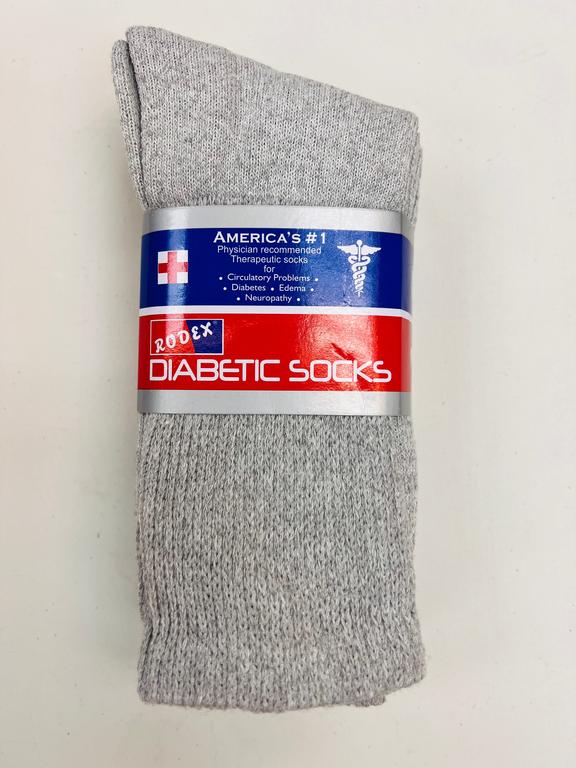 AMERICA'S #1
Physician recommended
Therapeutic socks
for
• Circulatory Problems •
• Diabetes • Edema •
• Neuropathy •
RODEX
DIABETIC SOCKS